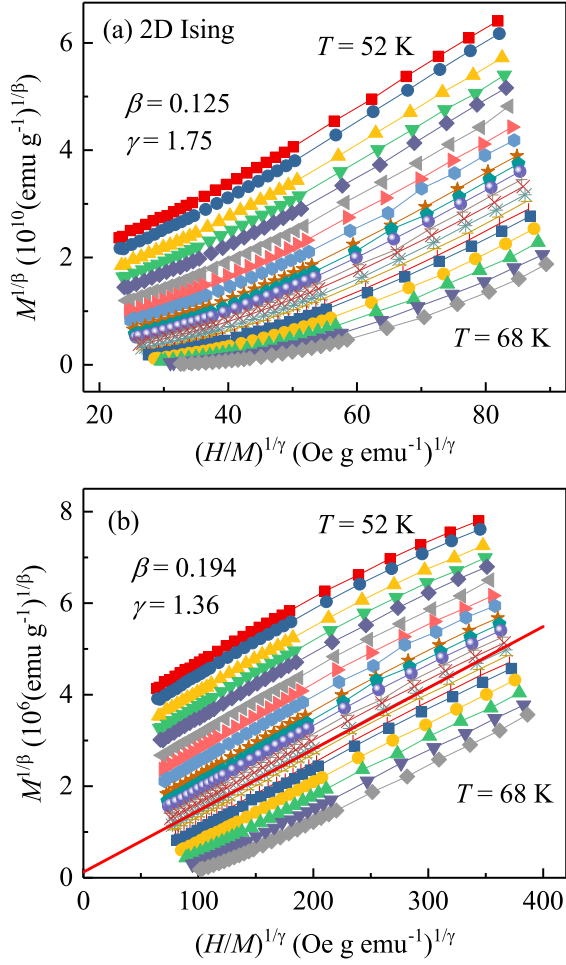 (a) 2D Ising
T = 52 K
β = 0.125
γ = 1.75
T = 68 K
M^{1/β} (10^{10}(emu g^{-1})^{1/β})
0
2
4
6
20
40
60
80
(H/M)^{1/γ} (Oe g emu^{-1})^{1/γ}
(b)
T = 52 K
β = 0.194
γ = 1.36
T = 68 K
M^{1/β} (10^{6}(emu g^{-1})^{1/β})
0
2
4
6
8
0
100
200
300
400
(H/M)^{1/γ} (Oe g emu^{-1})^{1/γ}